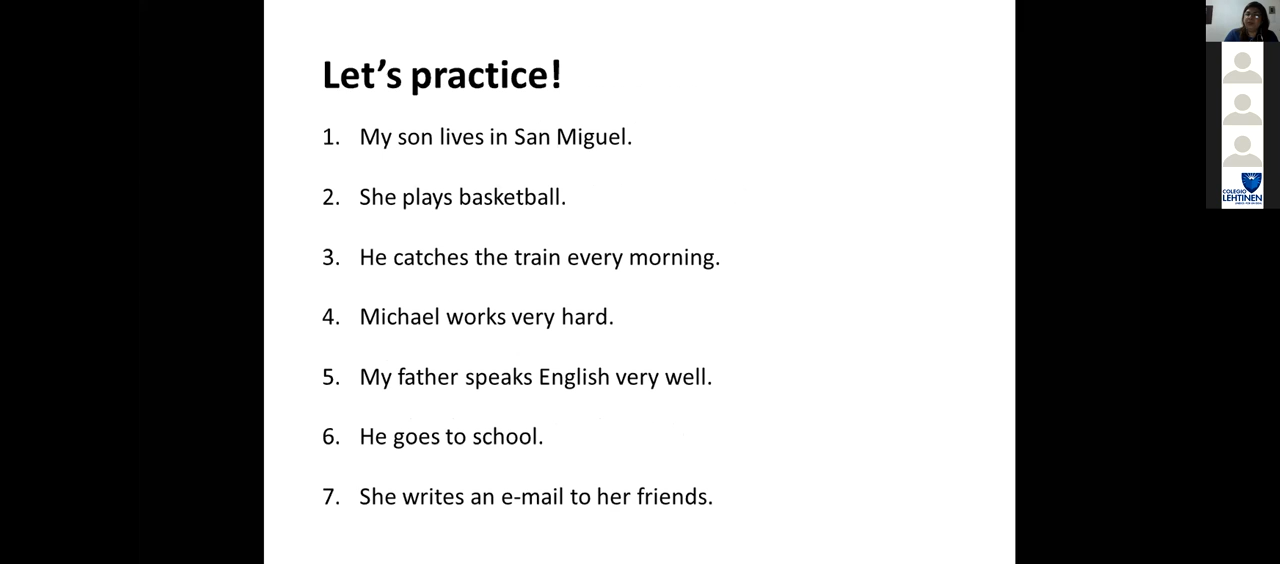 Let's practice!
1. My son lives in San Miguel.
2. She plays basketball.
3. He catches the train every morning.
4. Michael works very hard.
5. My father speaks English very well.
6. He goes to school.
7. She writes an e-mail to her friends.
COLEGIO
LEHTINEN